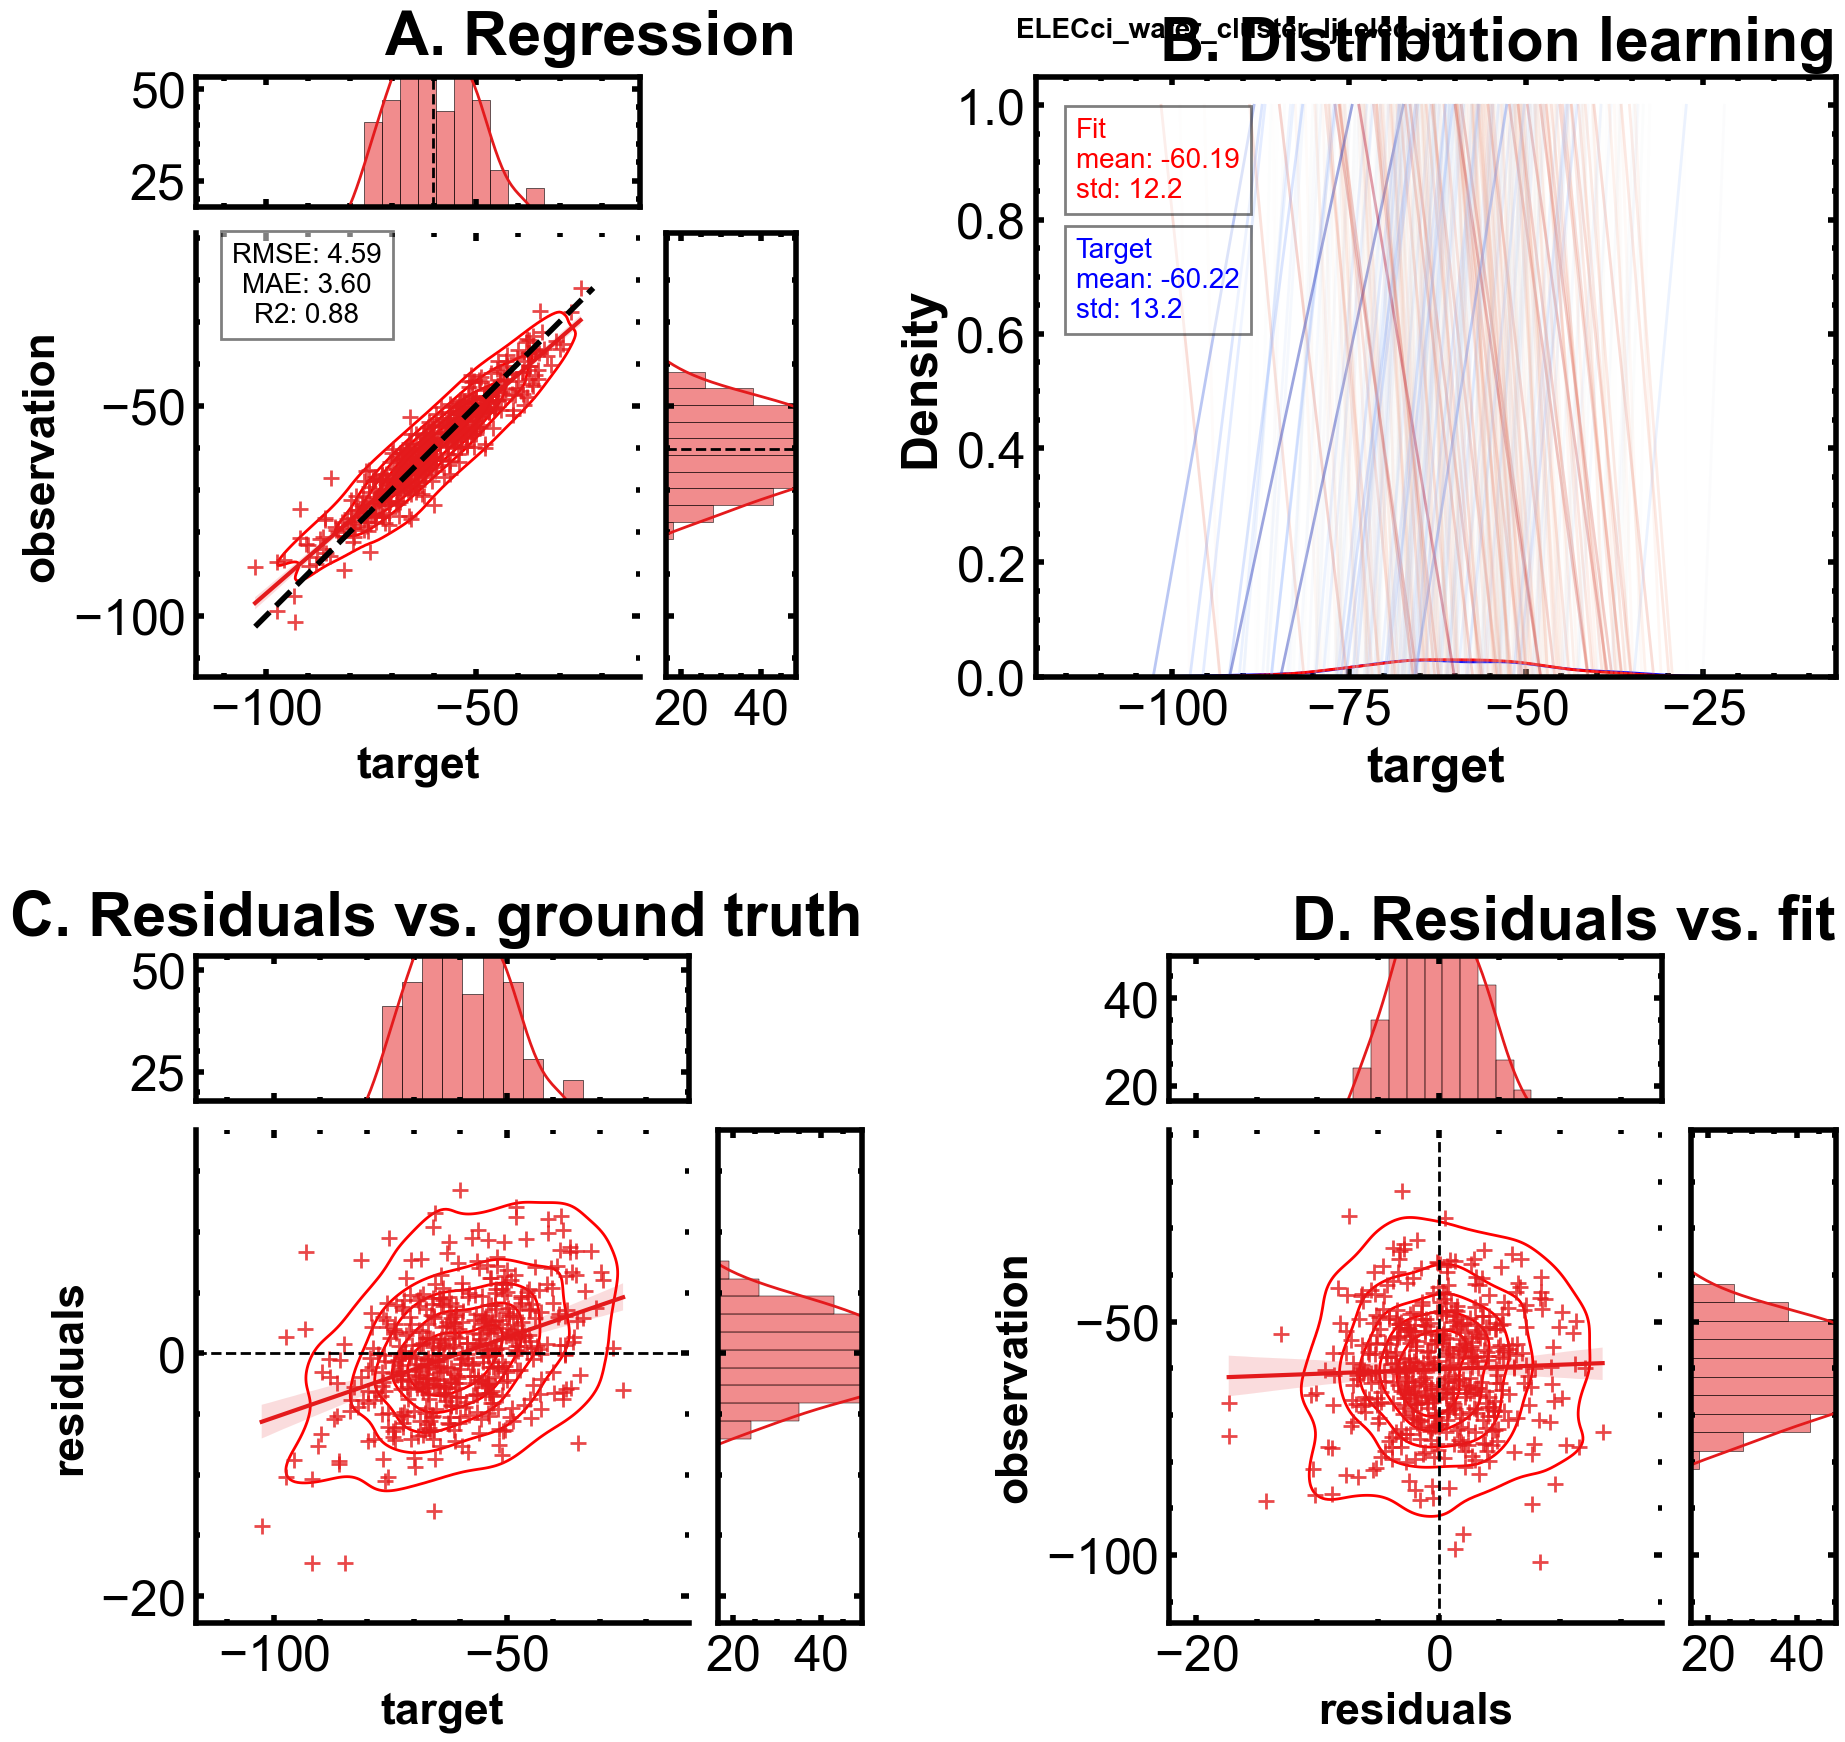 A. Regression
50
25
RMSE: 4.59
MAE: 3.60
R2: 0.88
observation
−50
−100
−100 −50
target
20 40
B. Distribution learning
1.0
0.8
0.6
0.4
0.2
0.0
Density
Fit
mean: -60.19
std: 12.2
Target
mean: -60.22
std: 13.2
−100 −75 −50 −25
target
C. Residuals vs. ground truth
50
25
residuals
0
−20
−100 −50
target
20 40
D. Residuals vs. fit
40
20
observation
−50
−100
−20 0
residuals
20 40